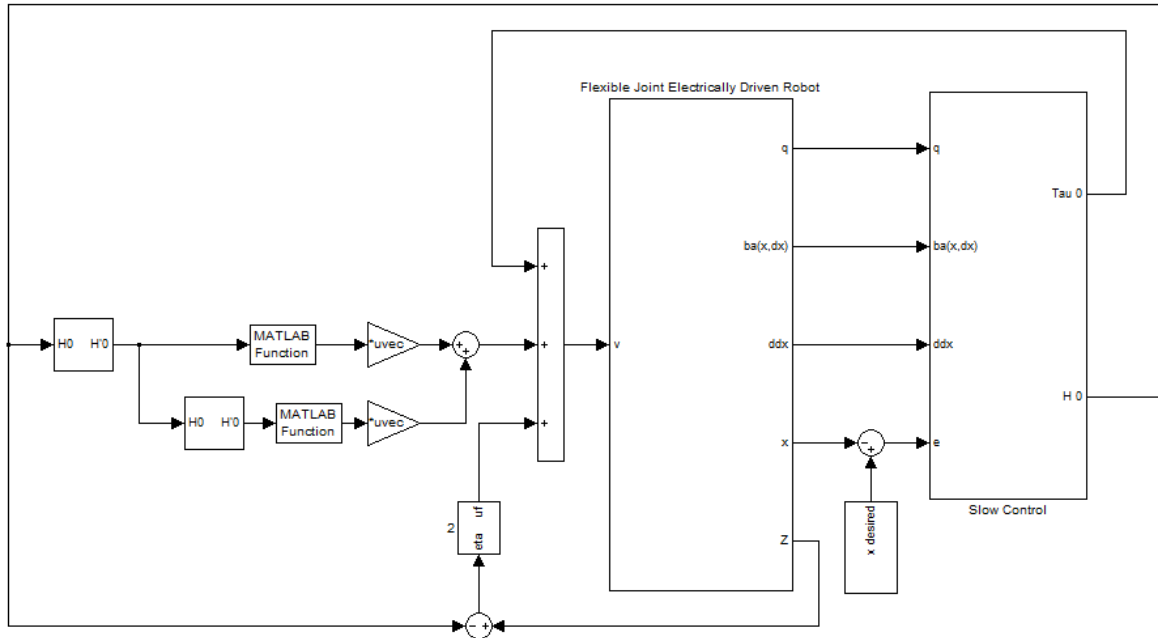 Flexible Joint Electrically Driven Robot
q
q
Tau 0
ba(x,dx)
ba(x,dx)
+
H0
H'0
MATLAB
Function
*uvec
+
+
+
v
ddx
ddx
H 0
H0
H'0
MATLAB
Function
*uvec
+
x
-
+
e
Slow Control
x desired
2
eta
uf
Z
-
+